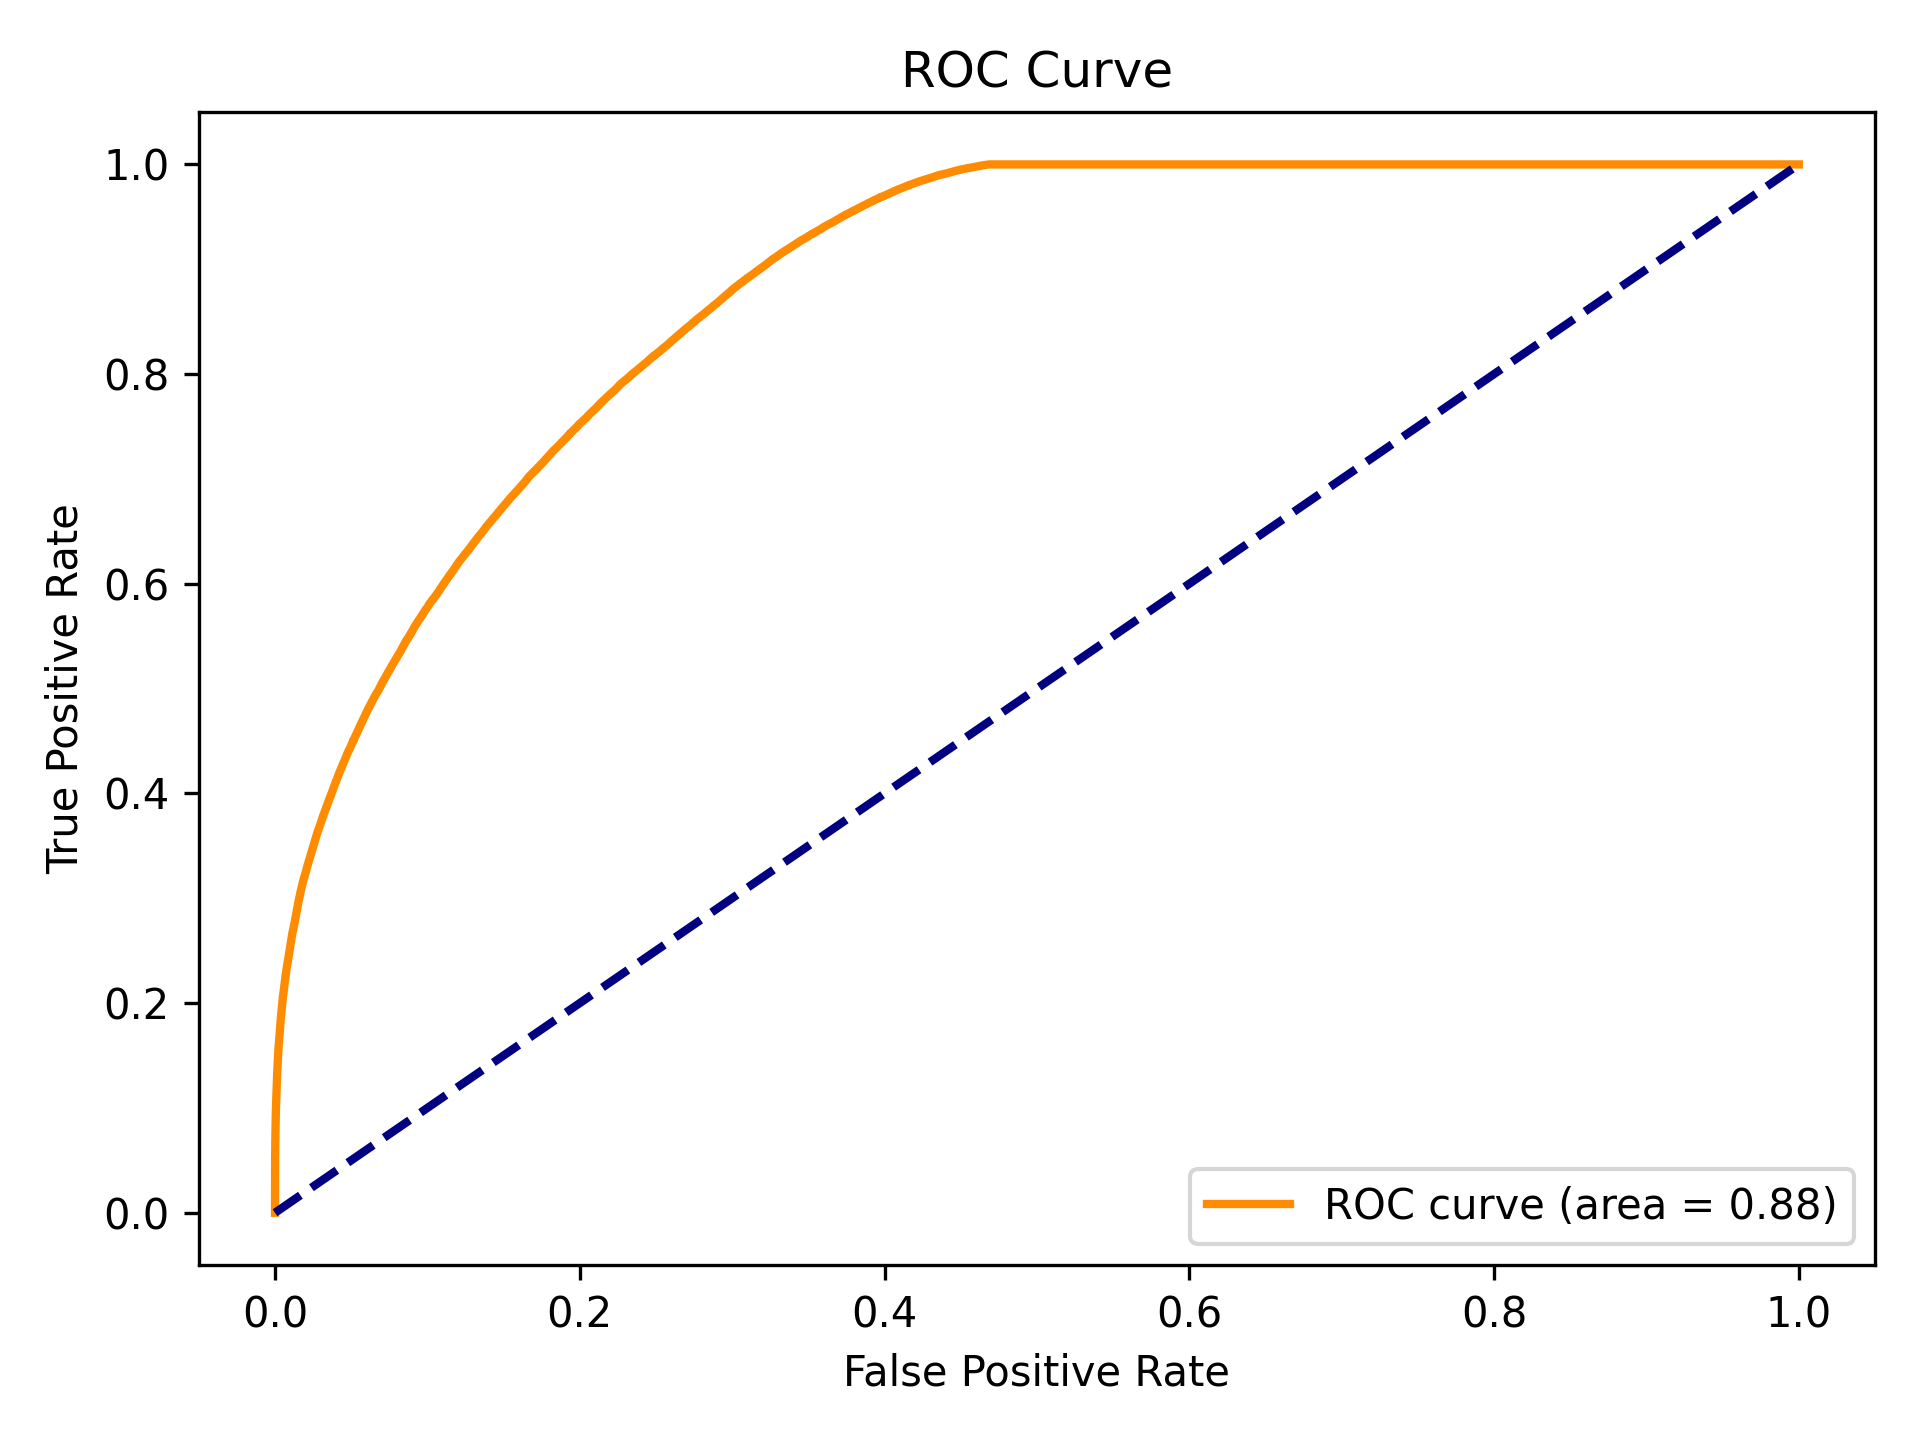 ROC Curve
1.0
0.8
0.6
0.4
0.2
0.0
True Positive Rate
ROC curve (area = 0.88)
0.0 0.2 0.4 0.6 0.8 1.0
False Positive Rate